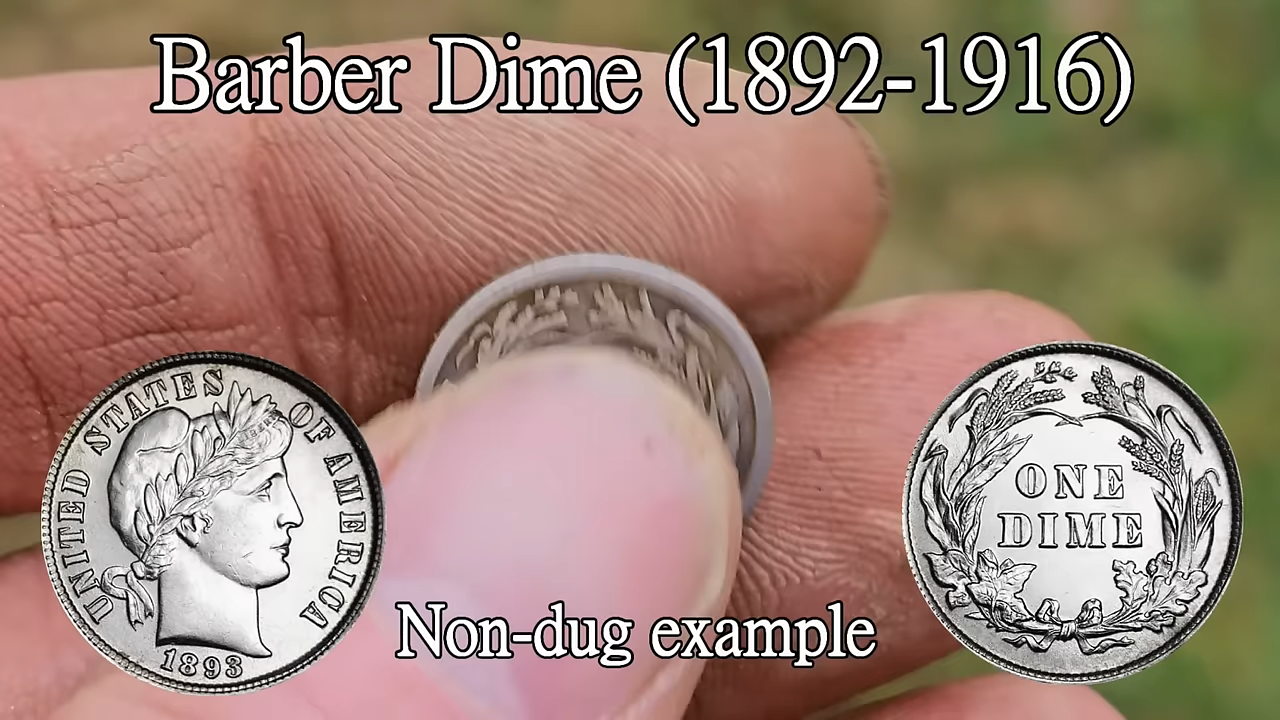 Barber Dime (1892-1916)
UNITED STATES OF AMERICA
1893
ONE
DIME
Non-dug example